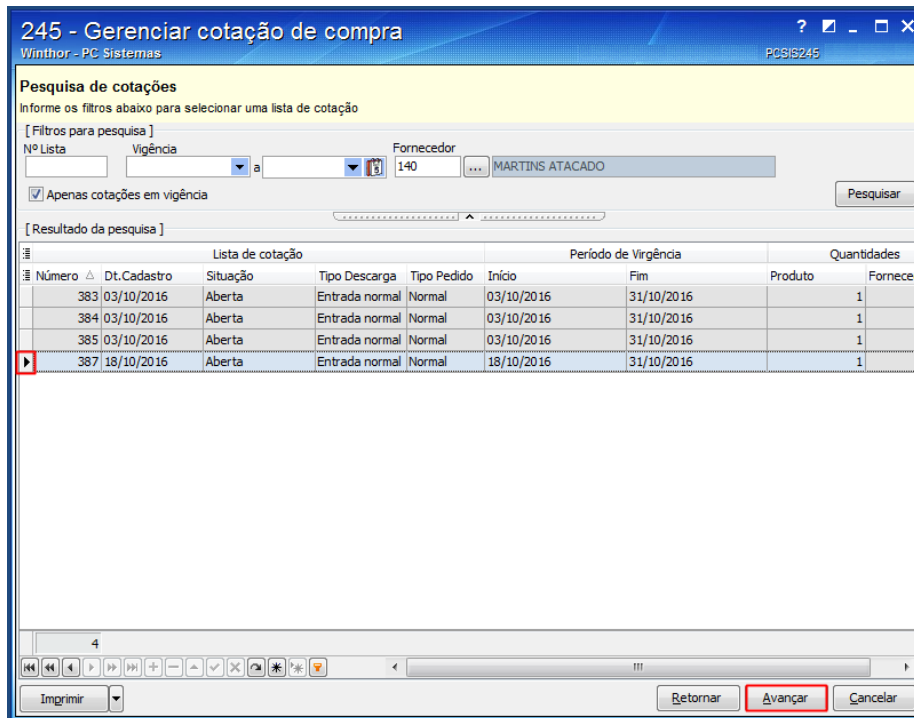 245 - Gerenciar cotação de compra
Winthor - PC Sistemas PCSIS245
Pesquisa de cotações
Informe os filtros abaixo para selecionar uma lista de cotação
[ Filtros para pesquisa ]
Nº Lista Vigência Fornecedor
a 140 ... MARTINS ATACADO
Apenas cotações em vigência Pesquisar
[ Resultado da pesquisa ]
Lista de cotação Período de Virgência Quantidades
Número Dt.Cadastro Situação Tipo Descarga Tipo Pedido Início Fim Produto Fornece
383 03/10/2016 Aberta Entrada normal Normal 03/10/2016 31/10/2016 1
384 03/10/2016 Aberta Entrada normal Normal 03/10/2016 31/10/2016 1
385 03/10/2016 Aberta Entrada normal Normal 03/10/2016 31/10/2016 1
387 18/10/2016 Aberta Entrada normal Normal 18/10/2016 31/10/2016 1
4
Imprimir Retornar Avançar Cancelar